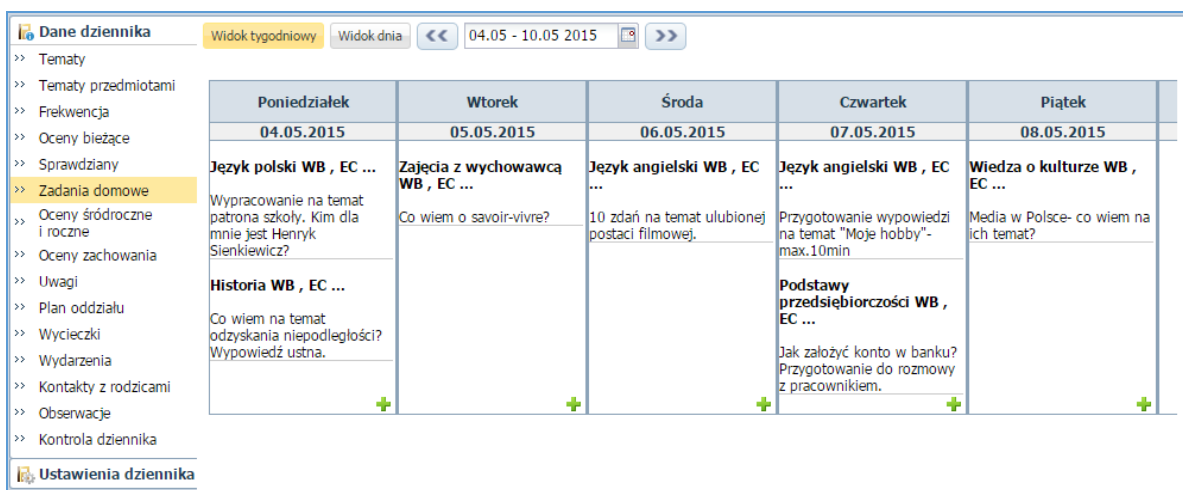 Dane dziennika
Tematy
Tematy przedmiotami
Frekwencja
Oceny bieżące
Sprawdziany
Zadania domowe
Oceny śródroczne
i roczne
Oceny zachowania
Uwagi
Plan oddziału
Wycieczki
Wydarzenia
Kontakty z rodzicami
Obserwacje
Kontrola dziennika
Ustawienia dziennika
Widok tygodniowy Widok dnia 04.05 - 10.05 2015
Poniedziałek
04.05.2015
Język polski WB , EC ...
Wypracowanie na temat
patrona szkoły. Kim dla
mnie jest Henryk
Sienkiewicz?
Historia WB , EC ...
Co wiem na temat
odzyskania niepodległości?
Wypowiedź ustna.
Wtorek
05.05.2015
Zajęcia z wychowawcą
WB , EC ...
Co wiem o savoir-vivre?
Środa
06.05.2015
Język angielski WB , EC
...
10 zdań na temat ulubionej
postaci filmowej.
Czwartek
07.05.2015
Język angielski WB , EC
...
Przygotowanie wypowiedzi
na temat "Moje hobby"-
max.10min
Podstawy
przedsiębiorczości WB ,
EC ...
Jak założyć konto w banku?
Przygotowanie do rozmowy
z pracownikiem.
Piątek
08.05.2015
Wiedza o kulturze WB ,
EC ...
Media w Polsce- co wiem na
ich temat?